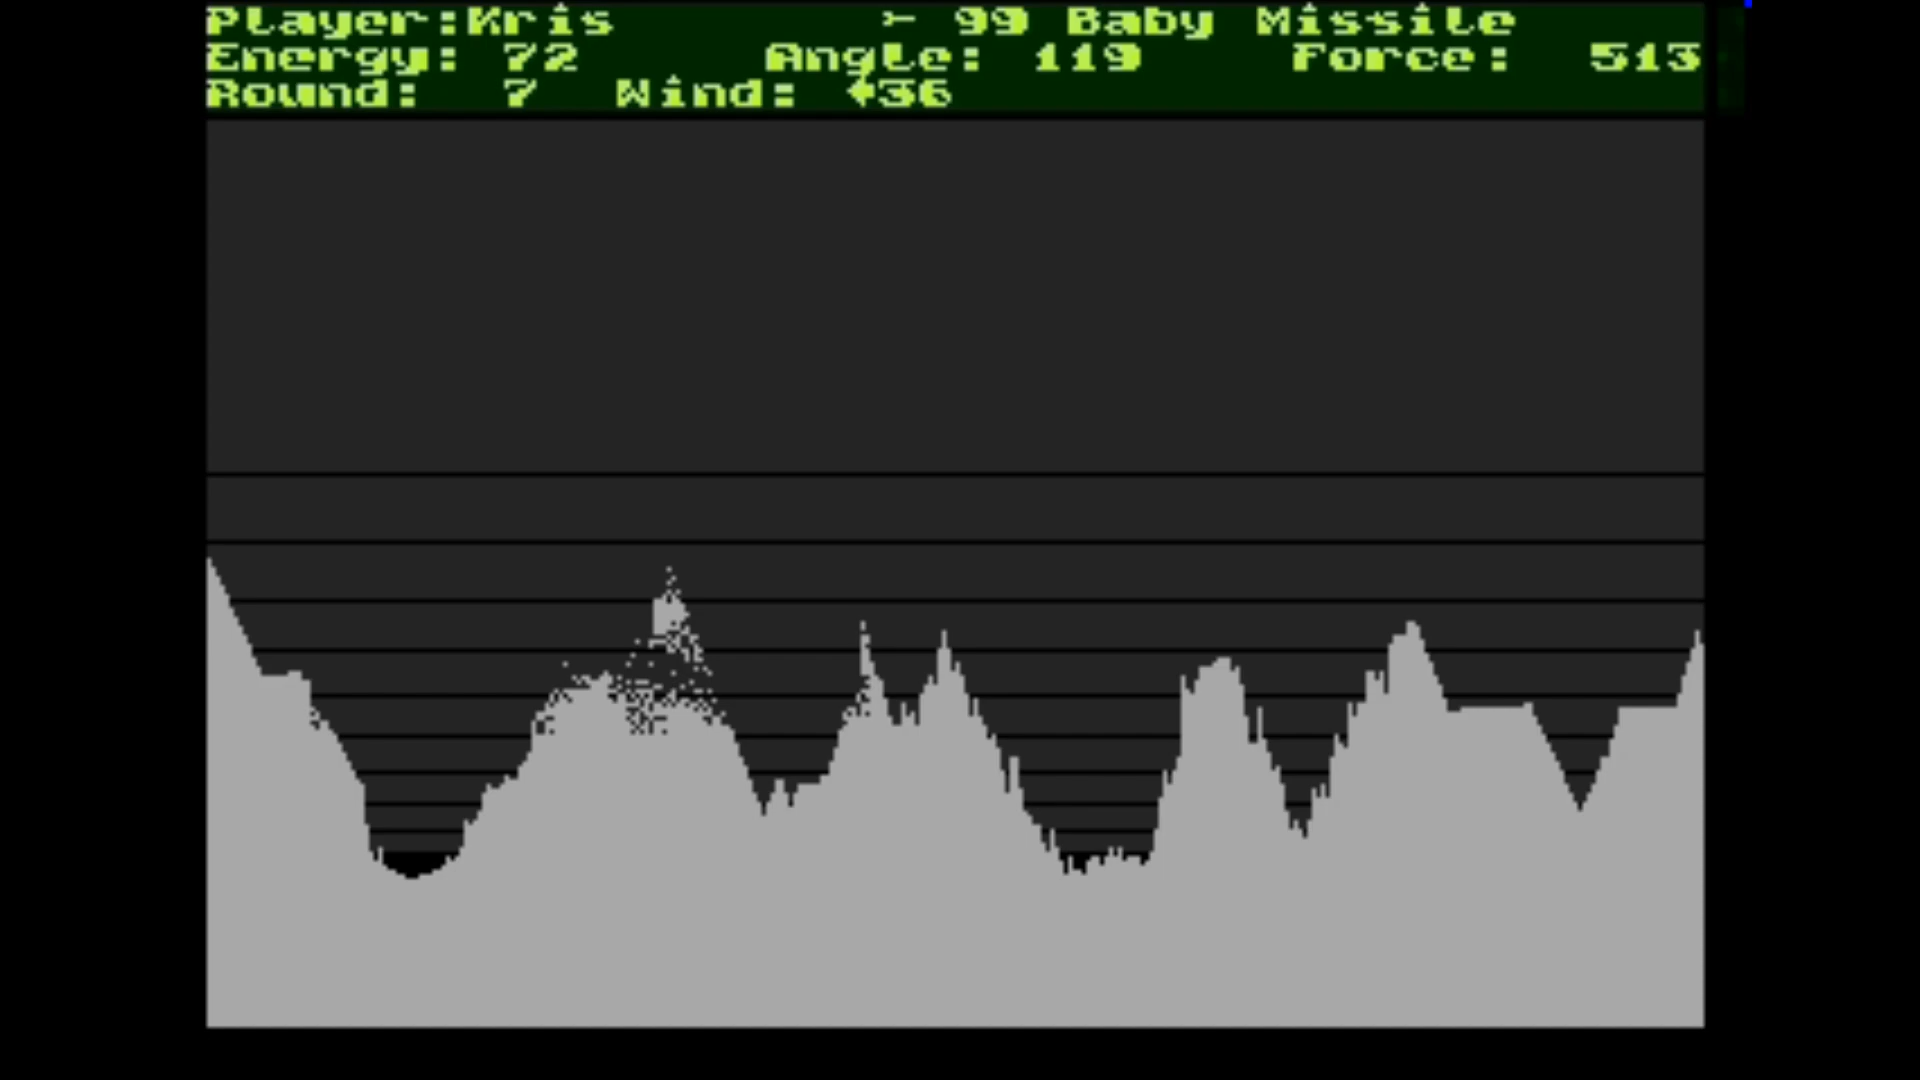 Player:Kris ➣ 99 Baby Missile
Energy: 72 Angle: 119 Force: 513
Round: 7 Wind: ←36